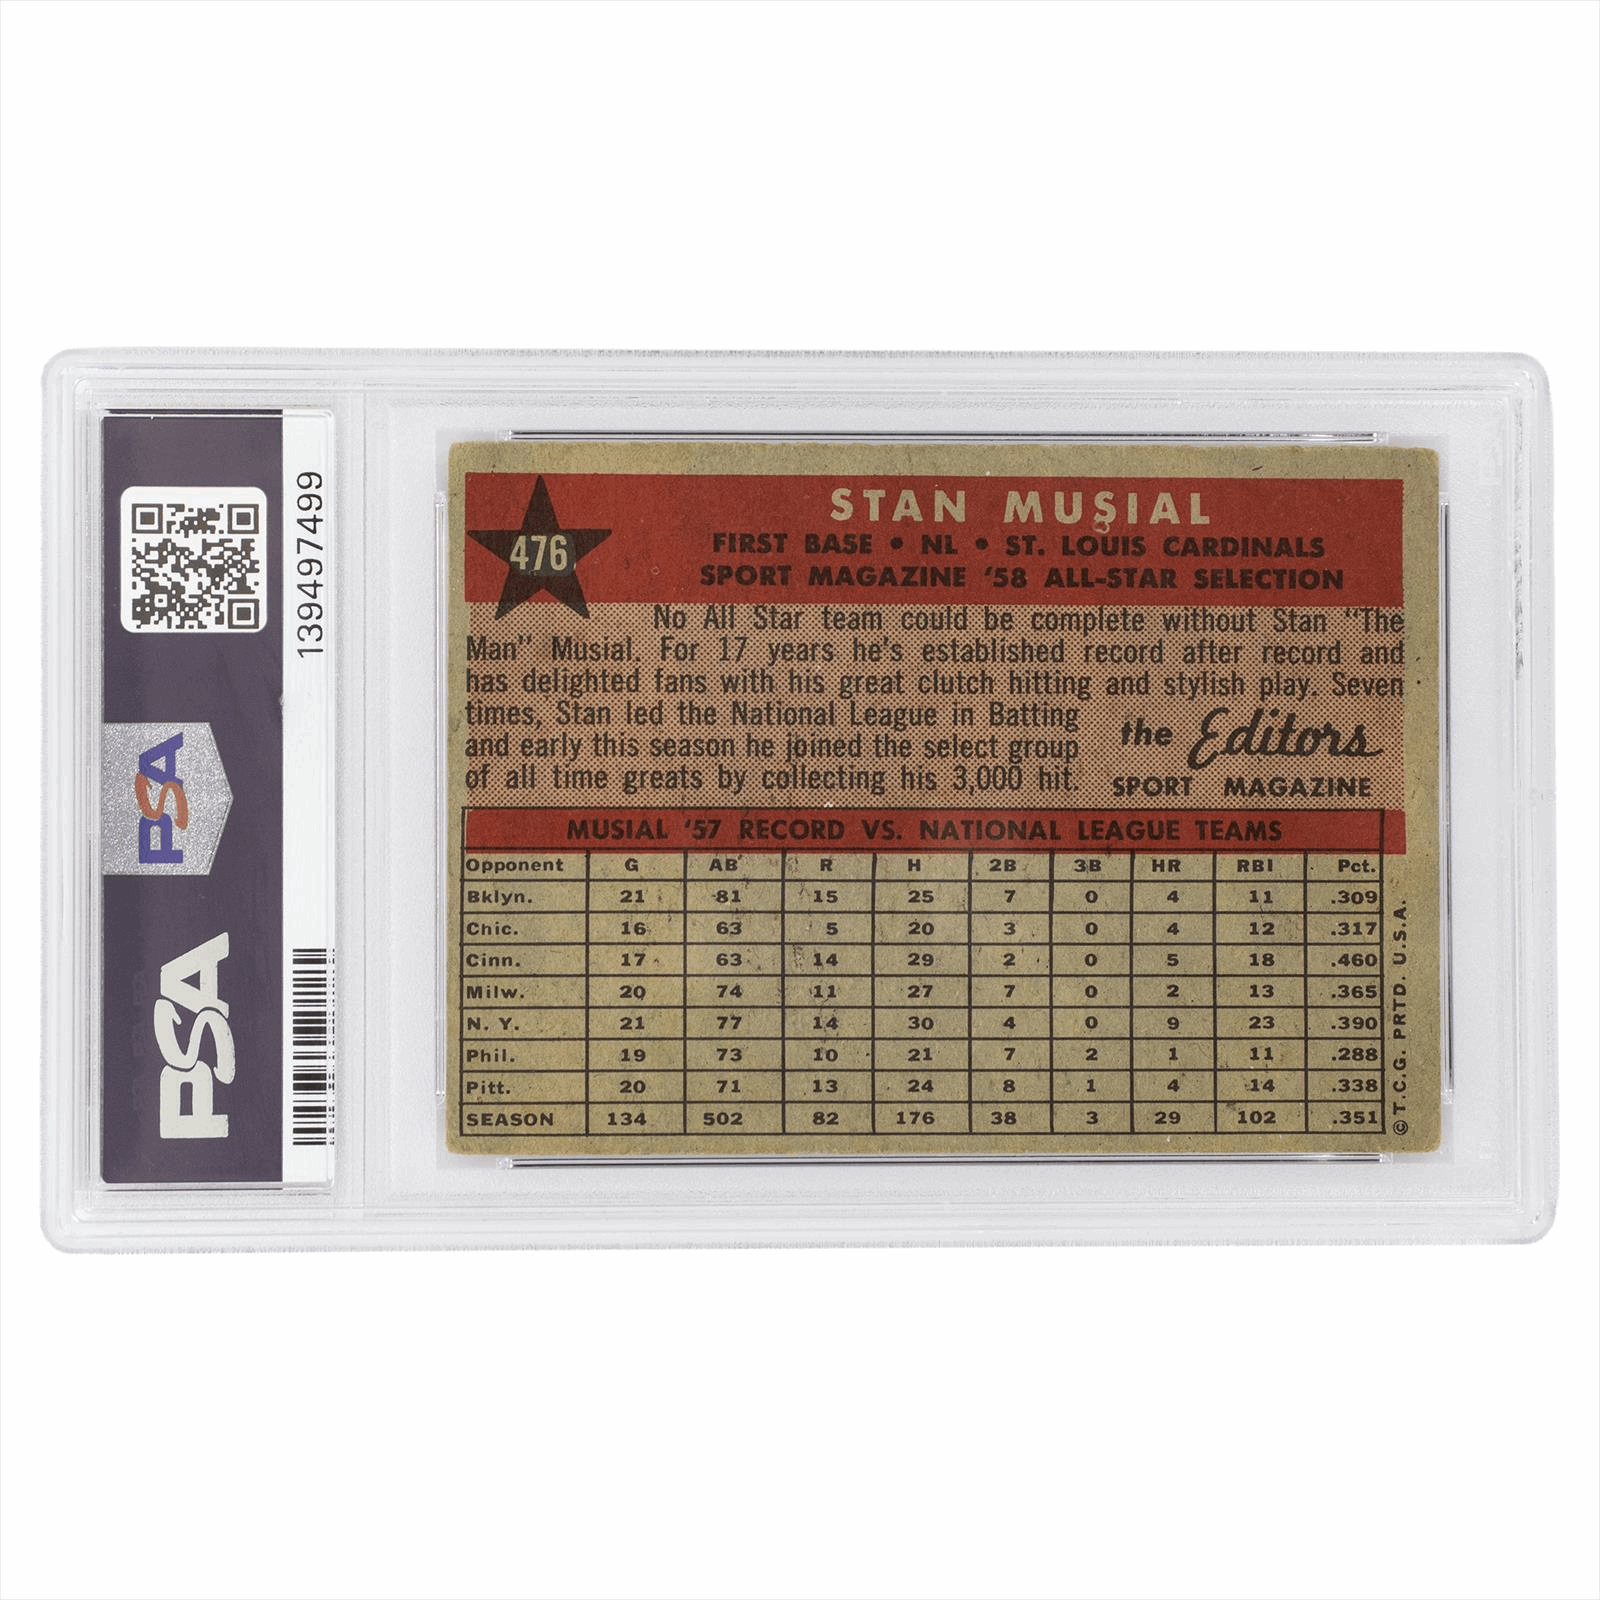 139497499
PSA
PSA
476
STAN MUSIAL
FIRST BASE • NL • ST. LOUIS CARDINALS
SPORT MAGAZINE '58 ALL-STAR SELECTION
No All Star team could be complete without Stan "The
Man" Musial. For 17 years he's established record after record and
has delighted fans with his great clutch hitting and stylish play. Seven
times, Stan led the National League in Batting
and early this season he joined the select group
of all time greats by collecting his 3,000 hit.
the Editors
SPORT MAGAZINE
MUSIAL '57 RECORD VS. NATIONAL LEAGUE TEAMS
Opponent G AB R H 2B 3B HR RBI Pct.
Bklyn. 21 81 15 25 7 0 4 11 .309
Chic. 16 63 5 20 3 0 4 12 .317
Cinn. 17 63 14 29 2 0 5 18 .460
Milw. 20 74 11 27 7 0 2 13 .365
N. Y. 21 77 14 30 4 0 9 23 .390
Phil. 19 73 10 21 7 2 1 11 .288
Pitt. 20 71 13 24 8 1 4 14 .338
SEASON 134 502 82 176 38 3 29 102 .351
© T.C.G. PRTD. U.S.A.